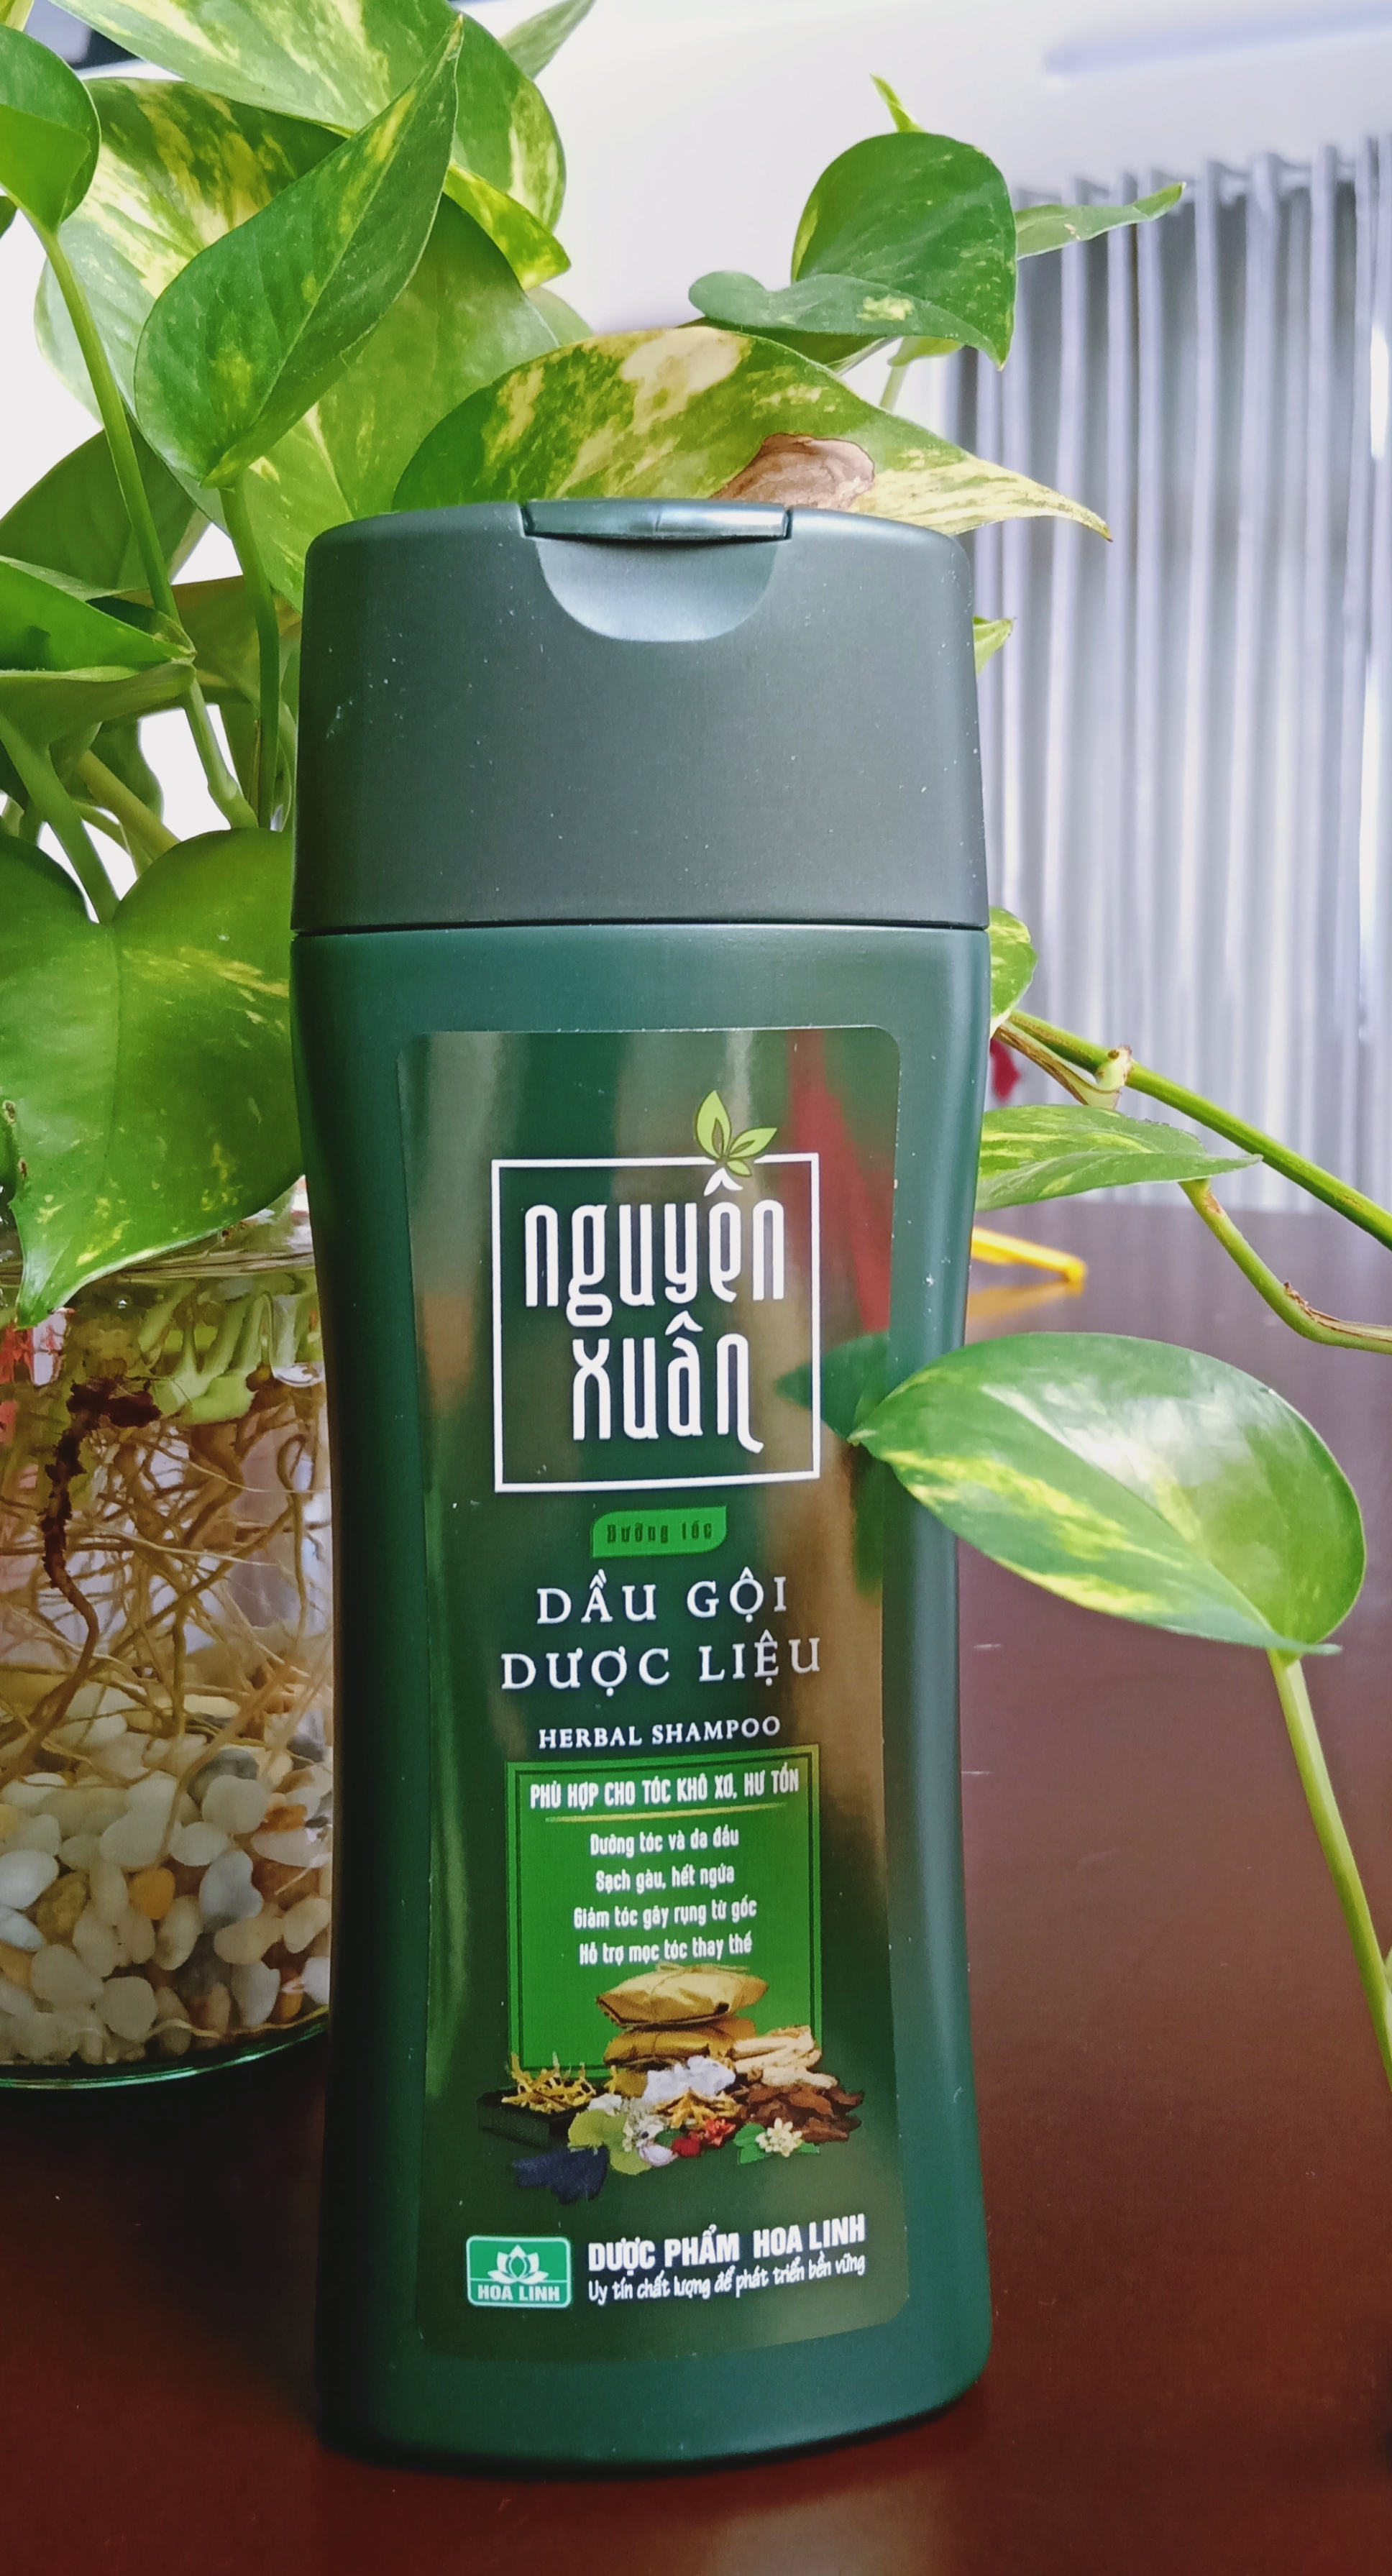 nguyên
xuân
Dưỡng tóc
DẦU GỘI
DƯỢC LIỆU
HERBAL SHAMPOO
PHÙ HỢP CHO TÓC KHÔ XƠ, HƯ TỔN
Dưỡng tóc và da đầu
Sạch gàu, hết ngứa
Giảm tóc gãy rụng từ gốc
Hỗ trợ mọc tóc thay thế
HOA LINH
DƯỢC PHẨM HOA LINH
Uy tín chất lượng để phát triển bền vững